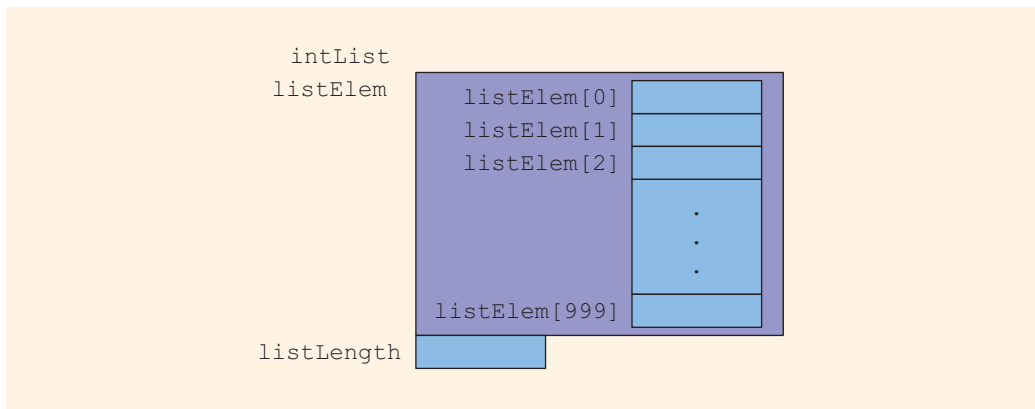 intList
listElem
listElem[0]
listElem[1]
listElem[2]
.
.
.
listElem[999]
listLength